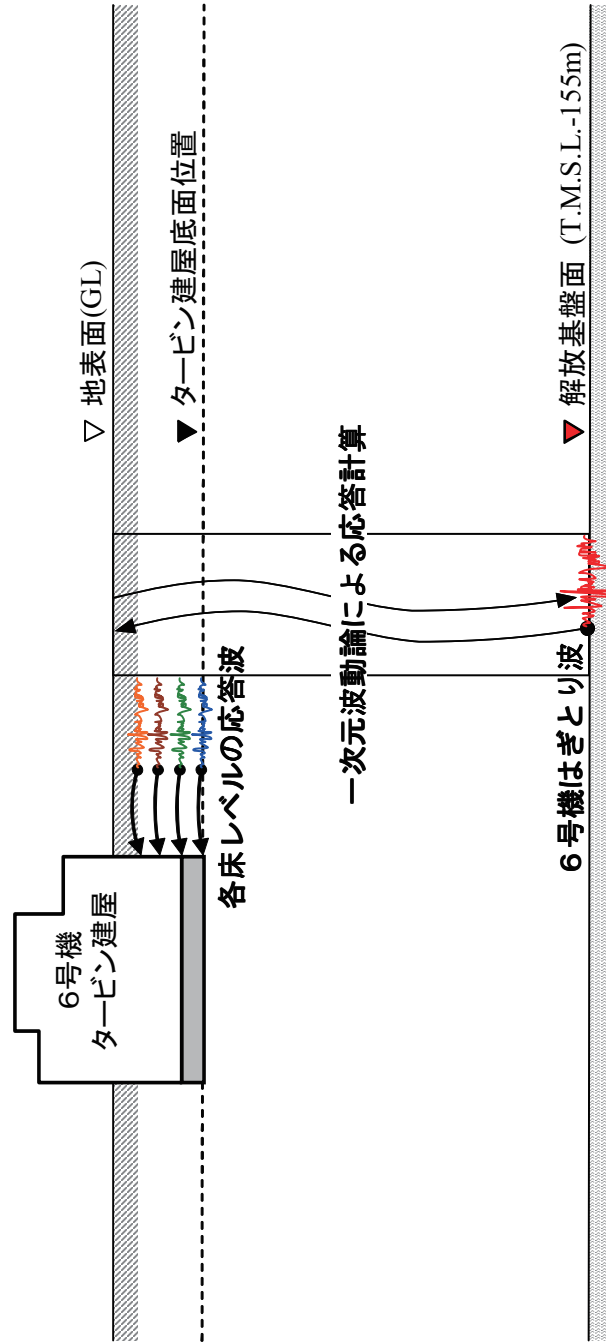 6号機
タービン建屋
▽ 地表面(GL)
▼ タービン建屋底面位置
各床レベルの応答波
一次元波動論による応答計算
6号機はぎとり波
▼ 解放基盤面 (T.M.S.L.-155m)